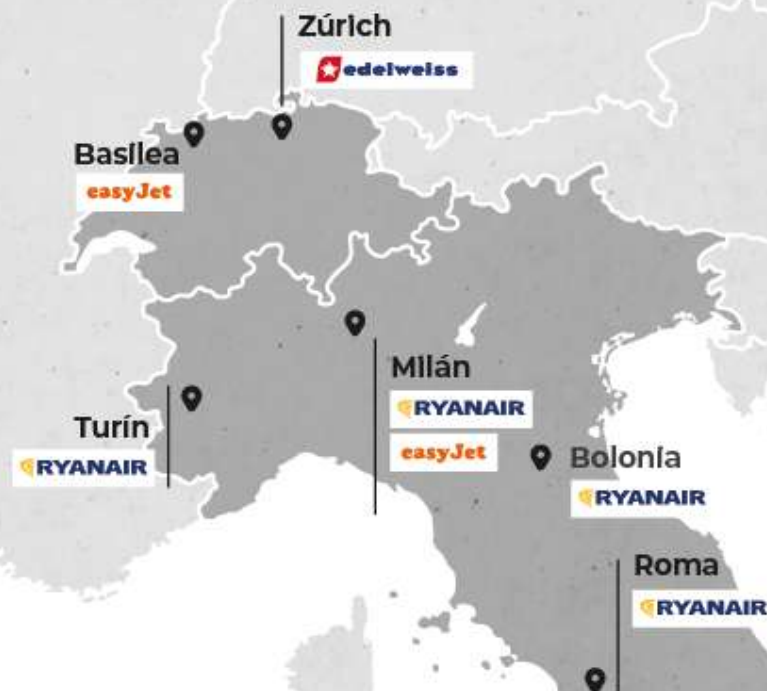 Zúrich
edelweiss
Basilea
easyJet
Milán
RYANAIR
easyJet
Turín
RYANAIR
Bolonia
RYANAIR
Roma
RYANAIR